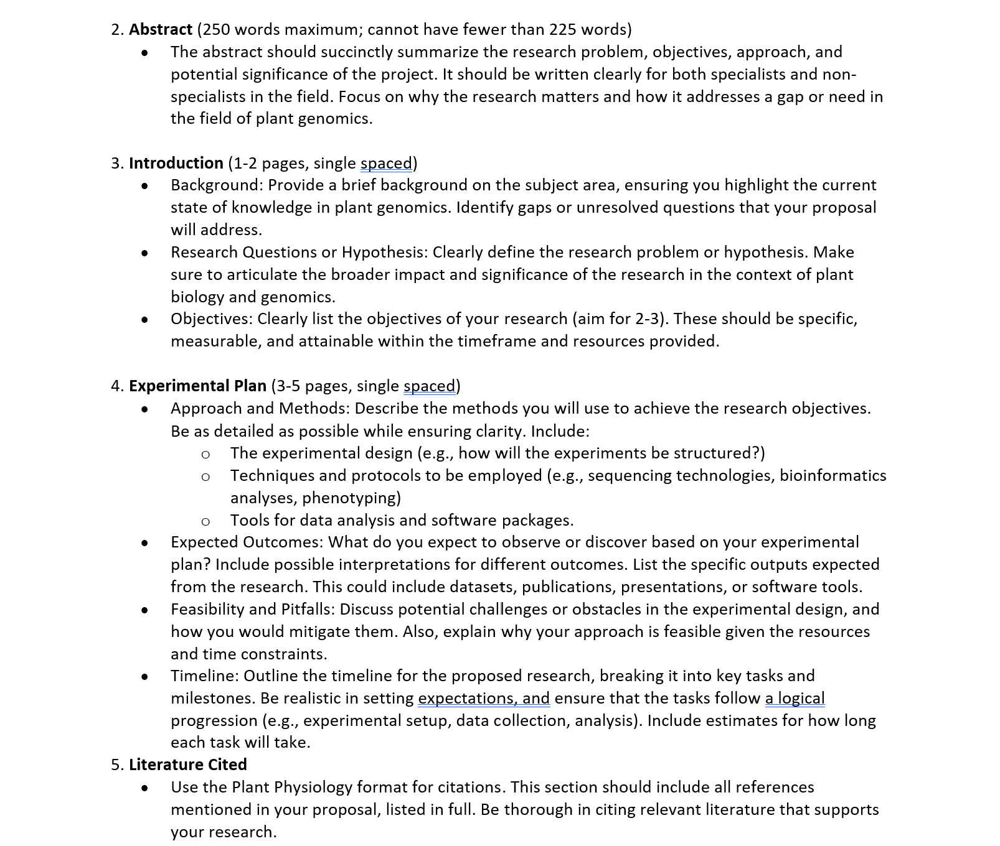 2. Abstract (250 words maximum; cannot have fewer than 225 words)
• The abstract should succinctly summarize the research problem, objectives, approach, and
potential significance of the project. It should be written clearly for both specialists and non-
specialists in the field. Focus on why the research matters and how it addresses a gap or need in
the field of plant genomics.
3. Introduction (1-2 pages, single spaced)
• Background: Provide a brief background on the subject area, ensuring you highlight the current
state of knowledge in plant genomics. Identify gaps or unresolved questions that your proposal
will address.
• Research Questions or Hypothesis: Clearly define the research problem or hypothesis. Make
sure to articulate the broader impact and significance of the research in the context of plant
biology and genomics.
• Objectives: Clearly list the objectives of your research (aim for 2-3). These should be specific,
measurable, and attainable within the timeframe and resources provided.
4. Experimental Plan (3-5 pages, single spaced)
• Approach and Methods: Describe the methods you will use to achieve the research objectives.
Be as detailed as possible while ensuring clarity. Include:
o The experimental design (e.g., how will the experiments be structured?)
o Techniques and protocols to be employed (e.g., sequencing technologies, bioinformatics
analyses, phenotyping)
o Tools for data analysis and software packages.
• Expected Outcomes: What do you expect to observe or discover based on your experimental
plan? Include possible interpretations for different outcomes. List the specific outputs expected
from the research. This could include datasets, publications, presentations, or software tools.
• Feasibility and Pitfalls: Discuss potential challenges or obstacles in the experimental design, and
how you would mitigate them. Also, explain why your approach is feasible given the resources
and time constraints.
• Timeline: Outline the timeline for the proposed research, breaking it into key tasks and
milestones. Be realistic in setting expectations, and ensure that the tasks follow a logical
progression (e.g., experimental setup, data collection, analysis). Include estimates for how long
each task will take.
5. Literature Cited
• Use the Plant Physiology format for citations. This section should include all references
mentioned in your proposal, listed in full. Be thorough in citing relevant literature that supports
your research.